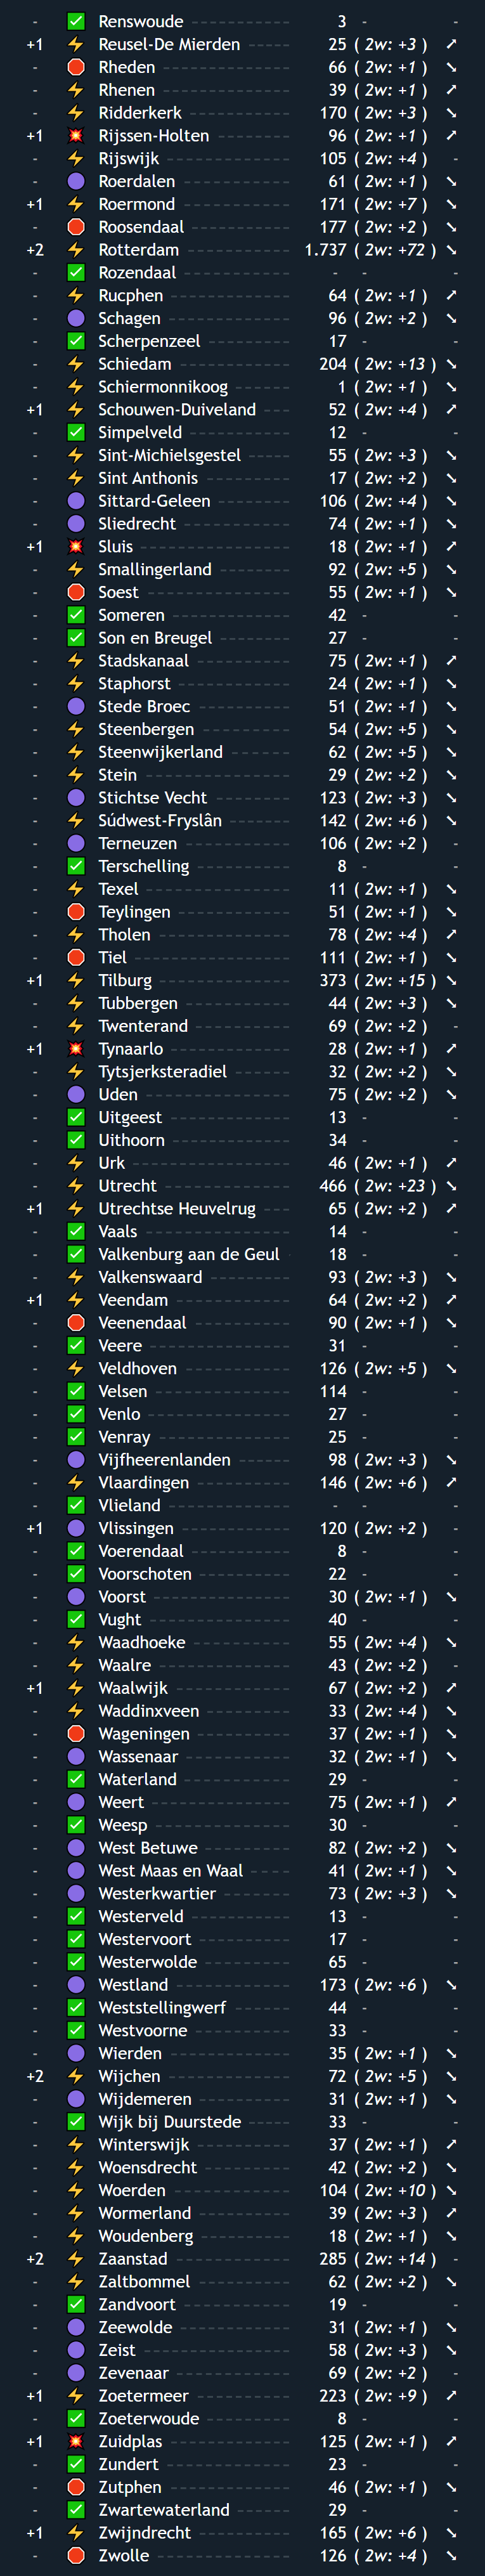 - ✅ Renswoude ------ 3 - -
+1 ⚡ Reusel-De Mierden ------ 25 ( 2w: +3 ) ➚
- 🛑 Rheden ------ 66 ( 2w: +1 ) ➘
- ⚡ Rhenen ------ 39 ( 2w: +1 ) ➚
- ⚡ Ridderkerk ------ 170 ( 2w: +3 ) ➘
+1 💥 Rijssen-Holten ------ 96 ( 2w: +1 ) ➚
- ⚡ Rijswijk ------ 105 ( 2w: +4 ) -
- 🟣 Roerdalen ------ 61 ( 2w: +1 ) ➘
+1 ⚡ Roermond ------ 171 ( 2w: +7 ) ➘
- 🛑 Roosendaal ------ 177 ( 2w: +2 ) ➘
+2 ⚡ Rotterdam ------ 1.737 ( 2w: +72 ) ➘
- ✅ Rozendaal ------ - - -
- ⚡ Rucphen ------ 64 ( 2w: +1 ) ➚
- 🟣 Schagen ------ 96 ( 2w: +2 ) ➘
- ✅ Scherpenzeel ------ 17 - -
- ⚡ Schiedam ------ 204 ( 2w: +13 ) ➘
- ⚡ Schiermonnikoog ------ 1 ( 2w: +1 ) ➘
+1 ⚡ Schouwen-Duiveland ---- 52 ( 2w: +4 ) ➚
- ✅ Simpelveld ------ 12 - -
- ⚡ Sint-Michielsgestel ------ 55 ( 2w: +3 ) ➘
- ⚡ Sint Anthonis ------ 17 ( 2w: +2 ) ➘
- 🟣 Sittard-Geleen ------ 106 ( 2w: +4 ) ➘
- 🟣 Sliedrecht ------ 74 ( 2w: +1 ) ➘
+1 💥 Sluis ------ 18 ( 2w: +1 ) ➚
- ⚡ Smallingerland ------ 92 ( 2w: +5 ) ➘
- 🛑 Soest ------ 55 ( 2w: +1 ) ➘
- ✅ Someren ------ 42 - -
- ✅ Son en Breugel ------ 27 - -
- ⚡ Stadskanaal ------ 75 ( 2w: +1 ) ➚
- ⚡ Staphorst ------ 24 ( 2w: +1 ) ➘
- 🟣 Stede Broec ------ 51 ( 2w: +1 ) ➘
- ⚡ Steenbergen ------ 54 ( 2w: +5 ) ➘
- ⚡ Steenwijkerland ------ 62 ( 2w: +5 ) ➘
- ⚡ Stein ------ 29 ( 2w: +2 ) ➘
- 🟣 Stichtse Vecht ------ 123 ( 2w: +3 ) ➘
- ⚡ Súdwest-Fryslân ------ 142 ( 2w: +6 ) ➘
- 🟣 Terneuzen ------ 106 ( 2w: +2 ) -
- ✅ Terschelling ------ 8 - -
- ⚡ Texel ------ 11 ( 2w: +1 ) ➘
- 🛑 Teylingen ------ 51 ( 2w: +1 ) ➘
- ⚡ Tholen ------ 78 ( 2w: +4 ) ➚
- 🛑 Tiel ------ 111 ( 2w: +1 ) ➘
+1 ⚡ Tilburg ------ 373 ( 2w: +15 ) ➘
- ⚡ Tubbergen ------ 44 ( 2w: +3 ) ➘
- ⚡ Twenterand ------ 69 ( 2w: +2 ) -
+1 💥 Tynaarlo ------ 28 ( 2w: +1 ) ➚
- ⚡ Tytsjerksteradiel ------ 32 ( 2w: +2 ) ➘
- 🟣 Uden ------ 75 ( 2w: +2 ) ➘
- ✅ Uitgeest ------ 13 - -
- ✅ Uithoorn ------ 34 - -
- ⚡ Urk ------ 46 ( 2w: +1 ) ➚
- ⚡ Utrecht ------ 466 ( 2w: +23 ) ➘
+1 ⚡ Utrechtse Heuvelrug ---- 65 ( 2w: +2 ) ➚
- ✅ Vaals ------ 14 - -
- ✅ Valkenburg aan de Geul - 18 - -
- ⚡ Valkenswaard ------ 93 ( 2w: +3 ) ➘
+1 ⚡ Veendam ------ 64 ( 2w: +2 ) ➚
- 🛑 Veenendaal ------ 90 ( 2w: +1 ) ➘
- ✅ Veere ------ 31 - -
- ⚡ Veldhoven ------ 126 ( 2w: +5 ) ➘
- ✅ Velsen ------ 114 - -
- ✅ Venlo ------ 27 - -
- ✅ Venray ------ 25 - -
- 🟣 Vijfheerenlanden ------ 98 ( 2w: +3 ) ➘
- ⚡ Vlaardingen ------ 146 ( 2w: +6 ) ➚
- ✅ Vlieland ------ - - -
+1 🟣 Vlissingen ------ 120 ( 2w: +2 ) -
- ✅ Voerendaal ------ 8 - -
- ✅ Voorschoten ------ 22 - -
- 🟣 Voorst ------ 30 ( 2w: +1 ) ➘
- ✅ Vught ------ 40 - -
- ⚡ Waadhoeke ------ 55 ( 2w: +4 ) ➘
- ⚡ Waalre ------ 43 ( 2w: +2 ) -
+1 ⚡ Waalwijk ------ 67 ( 2w: +2 ) ➚
- ⚡ Waddinxveen ------ 33 ( 2w: +4 ) ➘
- 🛑 Wageningen ------ 37 ( 2w: +1 ) ➘
- 🟣 Wassenaar ------ 32 ( 2w: +1 ) ➘
- ✅ Waterland ------ 29 - -
- 🟣 Weert ------ 75 ( 2w: +1 ) ➚
- ✅ Weesp ------ 30 - -
- 🟣 West Betuwe ------ 82 ( 2w: +2 ) ➘
- 🟣 West Maas en Waal ------ 41 ( 2w: +1 ) ➘
- 🟣 Westerkwartier ------ 73 ( 2w: +3 ) ➘
- ✅ Westerveld ------ 13 - -
- ✅ Westervoort ------ 17 - -
- ✅ Westerwolde ------ 65 - -
- 🟣 Westland ------ 173 ( 2w: +6 ) ➘
- ✅ Weststellingwerf ------ 44 - -
- ✅ Westvoorne ------ 33 - -
- 🟣 Wierden ------ 35 ( 2w: +1 ) ➘
+2 ⚡ Wijchen ------ 72 ( 2w: +5 ) ➘
- 🟣 Wijdemeren ------ 31 ( 2w: +1 ) ➘
- ✅ Wijk bij Duurstede ------ 33 - -
- ⚡ Winterswijk ------ 37 ( 2w: +1 ) ➚
- ⚡ Woensdrecht ------ 42 ( 2w: +2 ) ➘
- ⚡ Woerden ------ 104 ( 2w: +10 ) ➘
- ⚡ Wormerland ------ 39 ( 2w: +3 ) ➚
- ⚡ Woudenberg ------ 18 ( 2w: +1 ) ➘
+2 ⚡ Zaanstad ------ 285 ( 2w: +14 ) -
- ⚡ Zaltbommel ------ 62 ( 2w: +2 ) ➘
- ✅ Zandvoort ------ 19 - -
- 🟣 Zeewolde ------ 31 ( 2w: +1 ) ➘
- 🟣 Zeist ------ 58 ( 2w: +3 ) ➘
- 🟣 Zevenaar ------ 69 ( 2w: +2 ) -
+1 ⚡ Zoetermeer ------ 223 ( 2w: +9 ) ➚
- ✅ Zoeterwoude ------ 8 - -
+1 💥 Zuidplas ------ 125 ( 2w: +1 ) ➚
- ✅ Zundert ------ 23 - -
- 🛑 Zutphen ------ 46 ( 2w: +1 ) ➘
- ✅ Zwartewaterland ------ 29 - -
+1 ⚡ Zwijndrecht ------ 165 ( 2w: +6 ) ➘
- 🛑 Zwolle ------ 126 ( 2w: +4 ) ➘